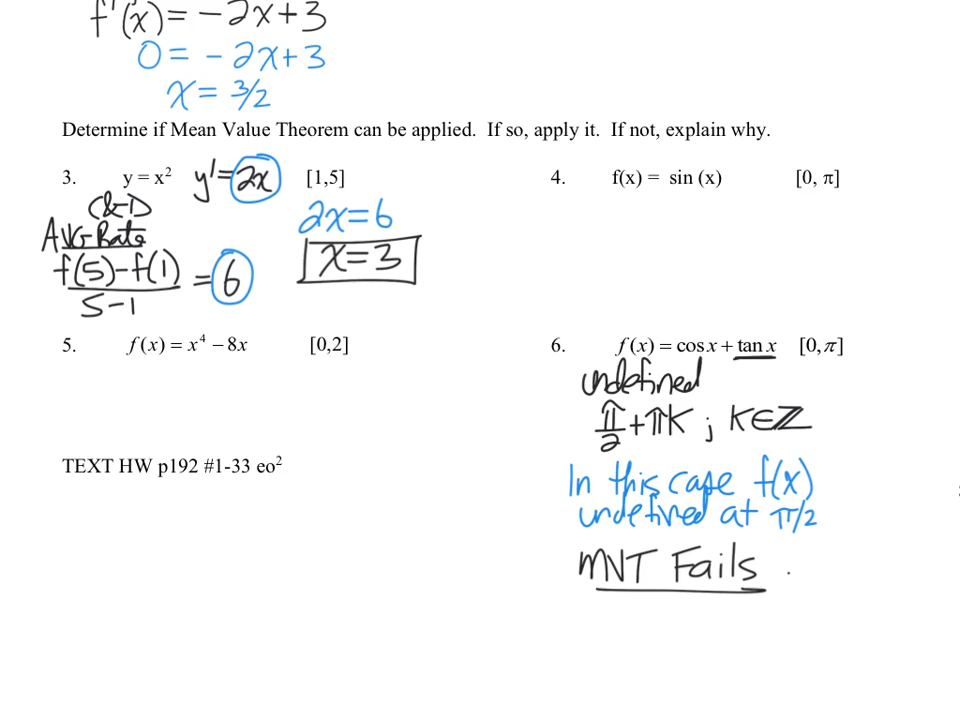 f'(x) = -2x+3
0 = -2x+3
x = 3/2
Determine if Mean Value Theorem can be applied. If so, apply it. If not, explain why.
3. y = x² y' = 2x [1,5]
C&D
2x=6
AVG Rate
x=3
f(5)-f(1) / 5-1 = 6
4. f(x) = sin (x) [0, π]
5. f(x) = x⁴ – 8x [0,2]
6. f(x) = cos x + tan x [0, π]
undefined
π/2 + πK ; K∈ℤ
In this case f(x)
undefined at π/2
MVT Fails .
TEXT HW p192 #1-33 eo²